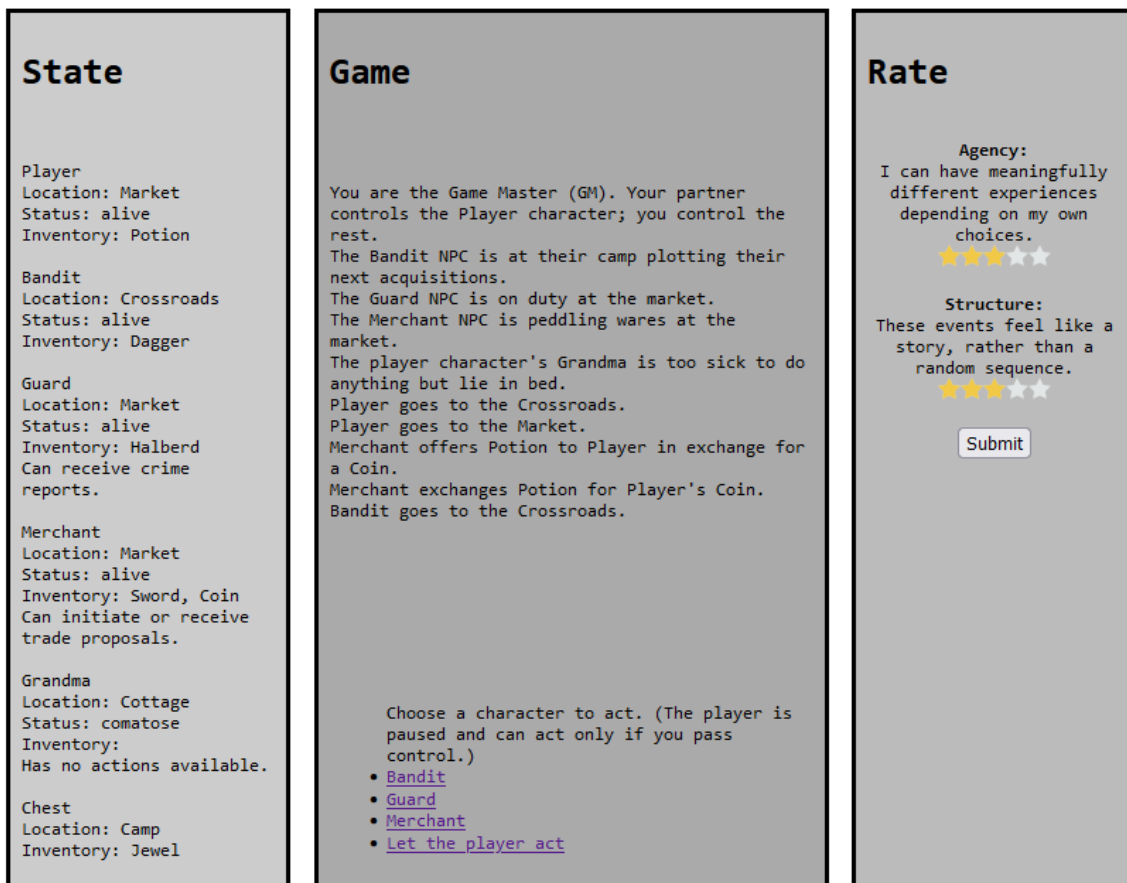 State
Player
Location: Market
Status: alive
Inventory: Potion
Bandit
Location: Crossroads
Status: alive
Inventory: Dagger
Guard
Location: Market
Status: alive
Inventory: Halberd
Can receive crime
reports.
Merchant
Location: Market
Status: alive
Inventory: Sword, Coin
Can initiate or receive
trade proposals.
Grandma
Location: Cottage
Status: comatose
Inventory:
Has no actions available.
Chest
Location: Camp
Inventory: Jewel
Game
You are the Game Master (GM). Your partner
controls the Player character; you control the
rest.
The Bandit NPC is at their camp plotting their
next acquisitions.
The Guard NPC is on duty at the market.
The Merchant NPC is peddling wares at the
market.
The player character's Grandma is too sick to do
anything but lie in bed.
Player goes to the Crossroads.
Player goes to the Market.
Merchant offers Potion to Player in exchange for
a Coin.
Merchant exchanges Potion for Player's Coin.
Bandit goes to the Crossroads.
Choose a character to act. (The player is
paused and can act only if you pass
control.)
Bandit
Guard
Merchant
Let the player act
Rate
Agency:
I can have meaningfully
different experiences
depending on my own
choices.
Structure:
These events feel like a
story, rather than a
random sequence.
Submit